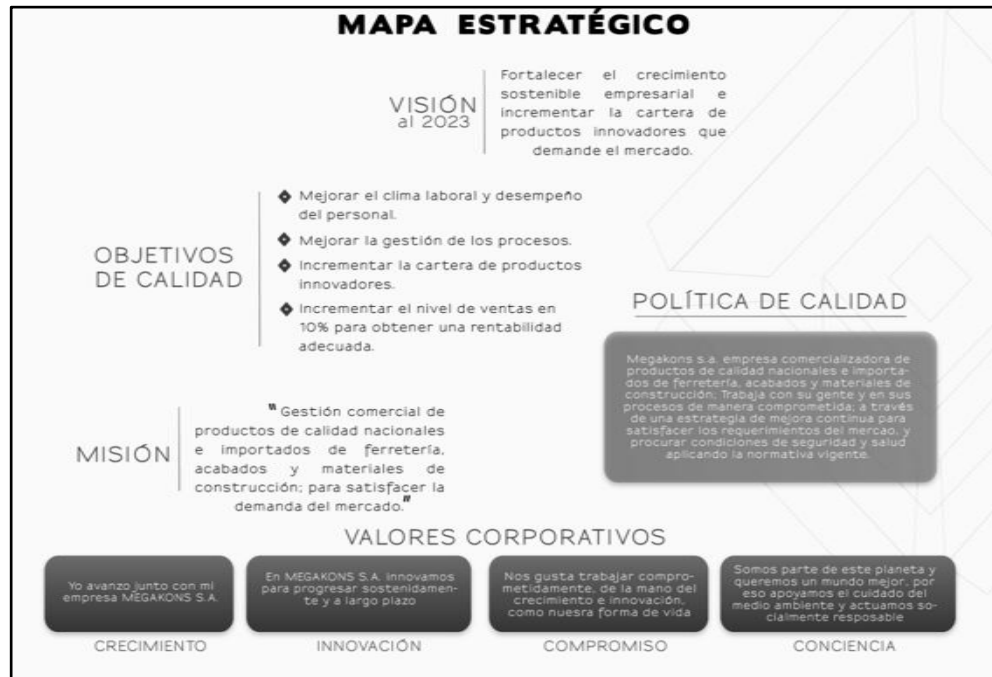 MAPA ESTRATÉGICO
VISIÓN
al 2023
Fortalecer el crecimiento
sostenible empresarial e
incrementar la cartera de
productos innovadores que
demande el mercado.
OBJETIVOS
DE CALIDAD
Mejorar el clima laboral y desempeño
del personal.
Mejorar la gestión de los procesos.
Incrementar la cartera de productos
innovadores.
Incrementar el nivel de ventas en
10% para obtener una rentabilidad
adecuada.
POLÍTICA DE CALIDAD
Megakons s.a. empresa comercializadora de
productos de calidad nacionales e importa-
dos de ferretería, acabados y materiales de
construcción; Trabaja con su gente y en sus
procesos de manera comprometida; a través
de una estrategia de mejora continua para
satisfacer los requerimientos del mercao, y
procurar condiciones de seguridad y salud
aplicando la normativa vigente.
MISIÓN
"Gestión comercial de
productos de calidad nacionales
e importados de ferretería,
acabados y materiales de
construcción; para satisfacer la
demanda del mercado."
VALORES CORPORATIVOS
Yo avanzo junto con mi
empresa MEGAKONS S.A.
CRECIMIENTO
En MEGAKONS S.A. innovamos
para progresar sostenidamen-
te y a largo plazo
INNOVACIÓN
Nos gusta trabajar compro-
metidamente, de la mano del
crecimiento e innovación,
como nuesra forma de vida
COMPROMISO
Somos parte de este planeta y
queremos un mundo mejor, por
eso apoyamos el cuidado del
medio ambiente y actuamos so-
cialmente resposable
CONCIENCIA